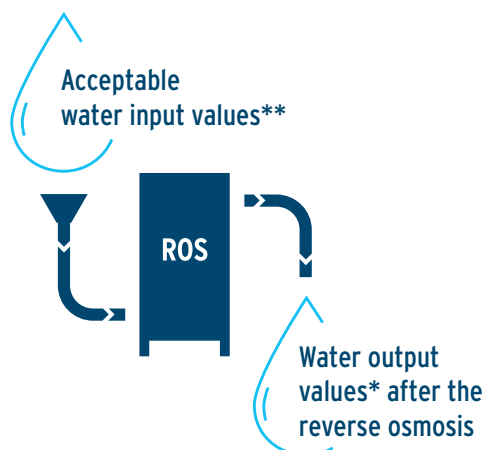 Acceptable
water input values**
ROS
Water output
values* after the
reverse osmosis